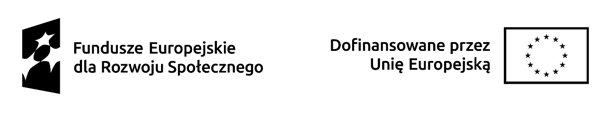 Fundusze Europejskie
dla Rozwoju Społecznego
Dofinansowane przez
Unię Europejską